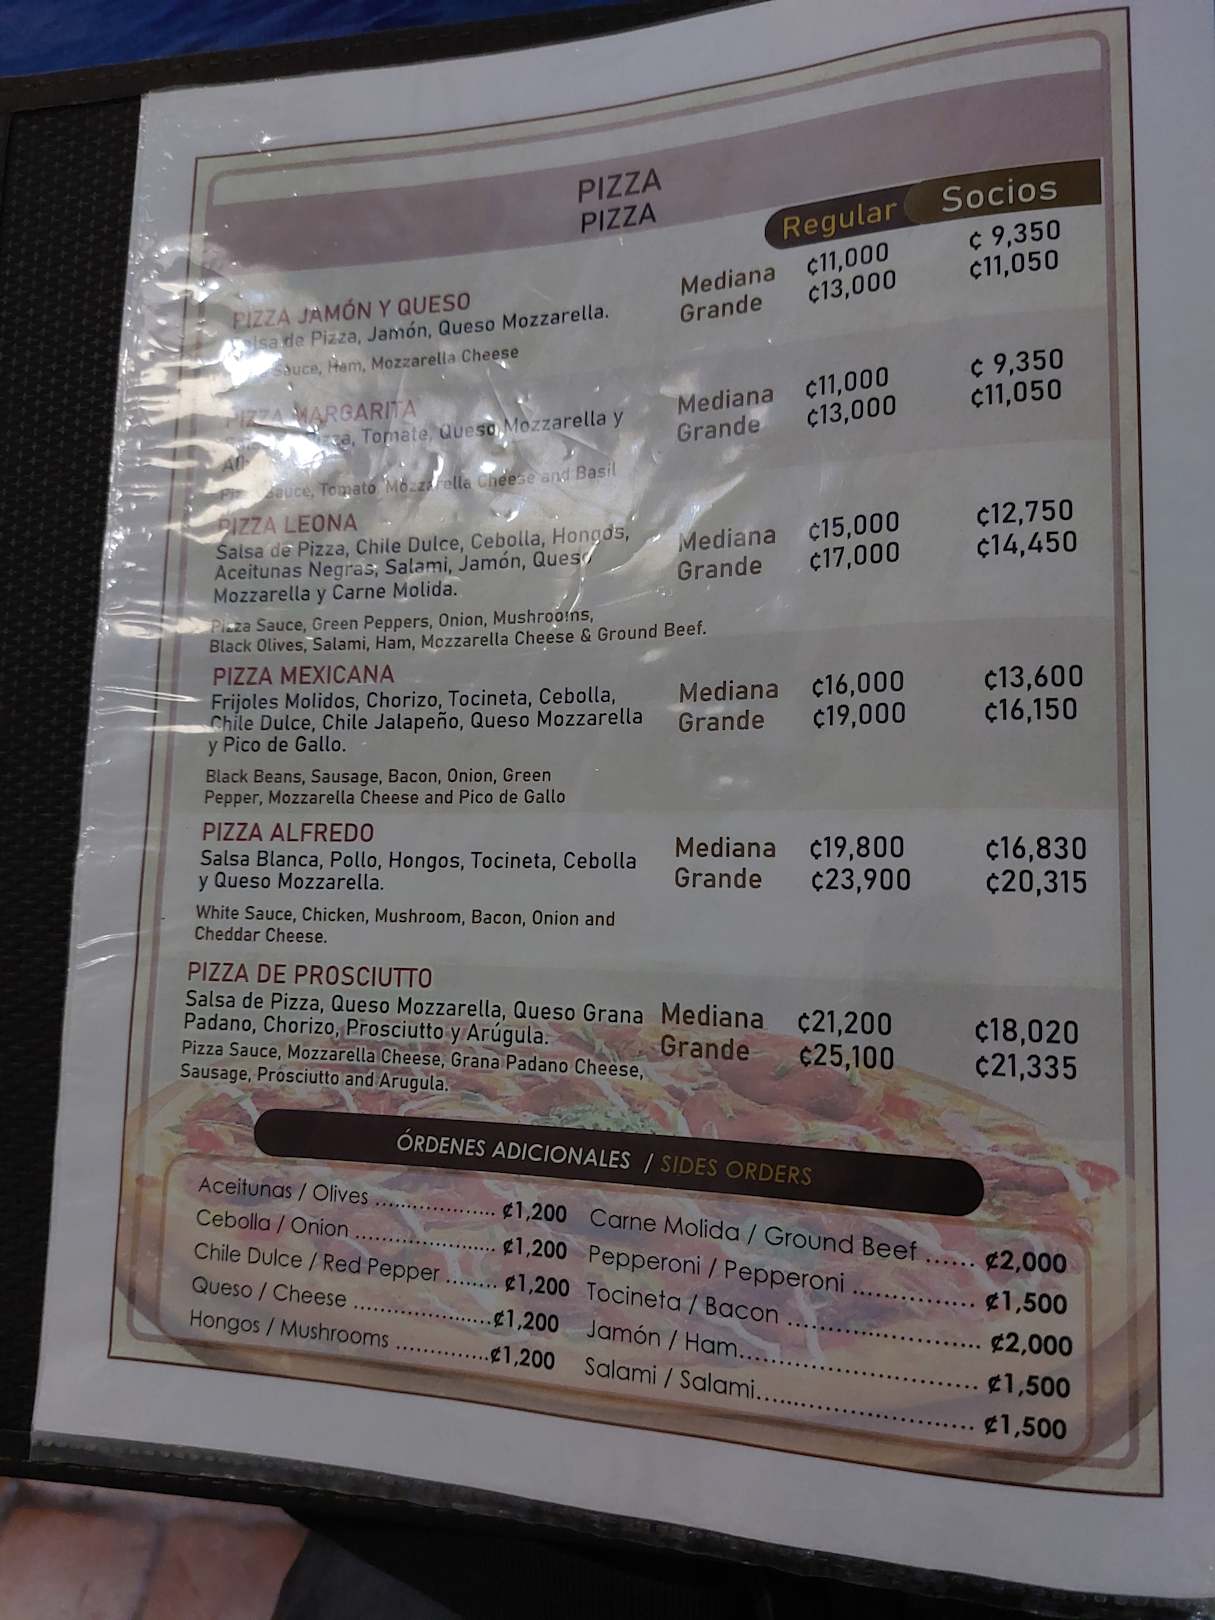 PIZZA
PIZZA
Regular Socios
PIZZA JAMÓN Y QUESO
de Pizza, Jamón, Queso Mozzarella.
Sauce, Ham, Mozzarella Cheese
Mediana ¢11,000 ¢ 9,350
Grande ¢13,000 ¢11,050
PIZZA MARGARITA
Tomate, Queso Mozzarella y
Sauce, Tomato, Mozzarella Cheese and Basil
Mediana ¢11,000 ¢ 9,350
Grande ¢13,000 ¢11,050
PIZZA LEONA
Salsa de Pizza, Chile Dulce, Cebolla, Hongos,
Aceitunas Negras, Salami, Jamón, Queso
Mozzarella y Carne Molida.
Pizza Sauce, Green Peppers, Onion, Mushrooms,
Black Olives, Salami, Ham, Mozzarella Cheese & Ground Beef.
Mediana ¢15,000 ¢12,750
Grande ¢17,000 ¢14,450
PIZZA MEXICANA
Frijoles Molidos, Chorizo, Tocineta, Cebolla,
Chile Dulce, Chile Jalapeño, Queso Mozzarella
y Pico de Gallo.
Black Beans, Sausage, Bacon, Onion, Green
Pepper, Mozzarella Cheese and Pico de Gallo
Mediana ¢16,000 ¢13,600
Grande ¢19,000 ¢16,150
PIZZA ALFREDO
Salsa Blanca, Pollo, Hongos, Tocineta, Cebolla
y Queso Mozzarella.
White Sauce, Chicken, Mushroom, Bacon, Onion and
Cheddar Cheese.
Mediana ¢19,800 ¢16,830
Grande ¢23,900 ¢20,315
PIZZA DE PROSCIUTTO
Salsa de Pizza, Queso Mozzarella, Queso Grana
Padano, Chorizo, Prosciutto y Arúgula.
Pizza Sauce, Mozzarella Cheese, Grana Padano Cheese,
Sausage, Prosciutto and Arugula.
Mediana ¢21,200 ¢18,020
Grande ¢25,100 ¢21,335
ÓRDENES ADICIONALES / SIDES ORDERS
Aceitunas / Olives ................... ¢1,200
Cebolla / Onion ...................... ¢1,200
Chile Dulce / Red Pepper ........ ¢1,200
Queso / Cheese ......................¢1,200
Hongos / Mushrooms ...............¢1,200
Carne Molida / Ground Beef ...... ¢2,000
Pepperoni / Pepperoni ................ ¢1,500
Tocineta / Bacon ......................... ¢2,000
Jamón / Ham............................... ¢1,500
Salami / Salami............................ ¢1,500